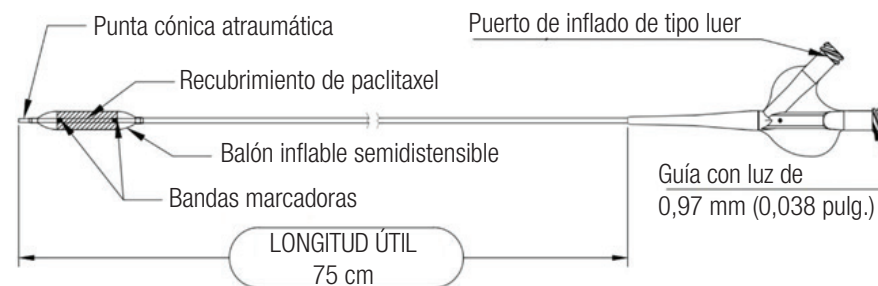 Punta cónica atraumática
Puerto de inflado de tipo luer
Recubrimiento de paclitaxel
Balón inflable semidistensible
Bandas marcadoras
Guía con luz de
0,97 mm (0,038 pulg.)
LONGITUD ÚTIL
75 cm